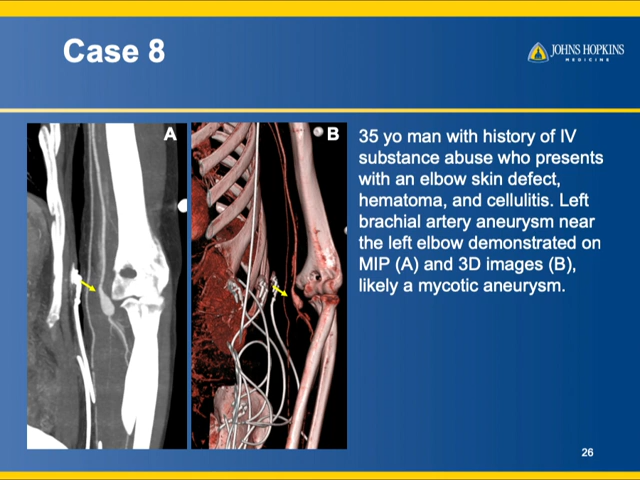 Case 8
JOHNS HOPKINS
MEDICINE
A
B
35 yo man with history of IV
substance abuse who presents
with an elbow skin defect,
hematoma, and cellulitis. Left
brachial artery aneurysm near
the left elbow demonstrated on
MIP (A) and 3D images (B),
likely a mycotic aneurysm.
26